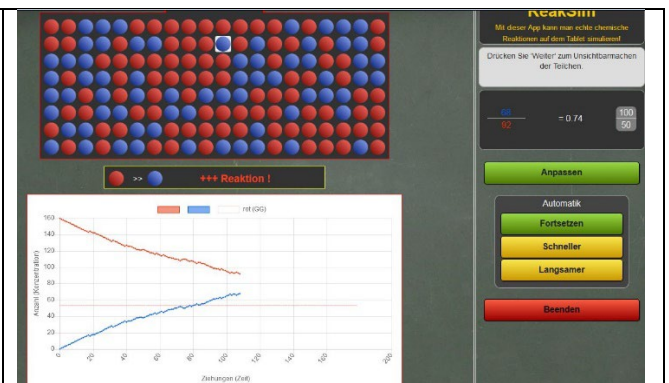 ReakSim
Mit dieser App kann man echte chemische
Reaktionen auf dem Tablet simulieren!
Drücken Sie 'Weiter' zum Unsichtbarmachen
der Teilchen.
68
92
= 0.74
100
50
>> +++ Reaktion !
Anpassen
Automatik
Fortsetzen
Schneller
Langsamer
Beenden
rot (GG)
Anzahl (Konzentration)
160
140
120
100
80
60
40
20
0
0 20 40 60 80 100 120 140 160 180 200
Ziehungen (Zeit)